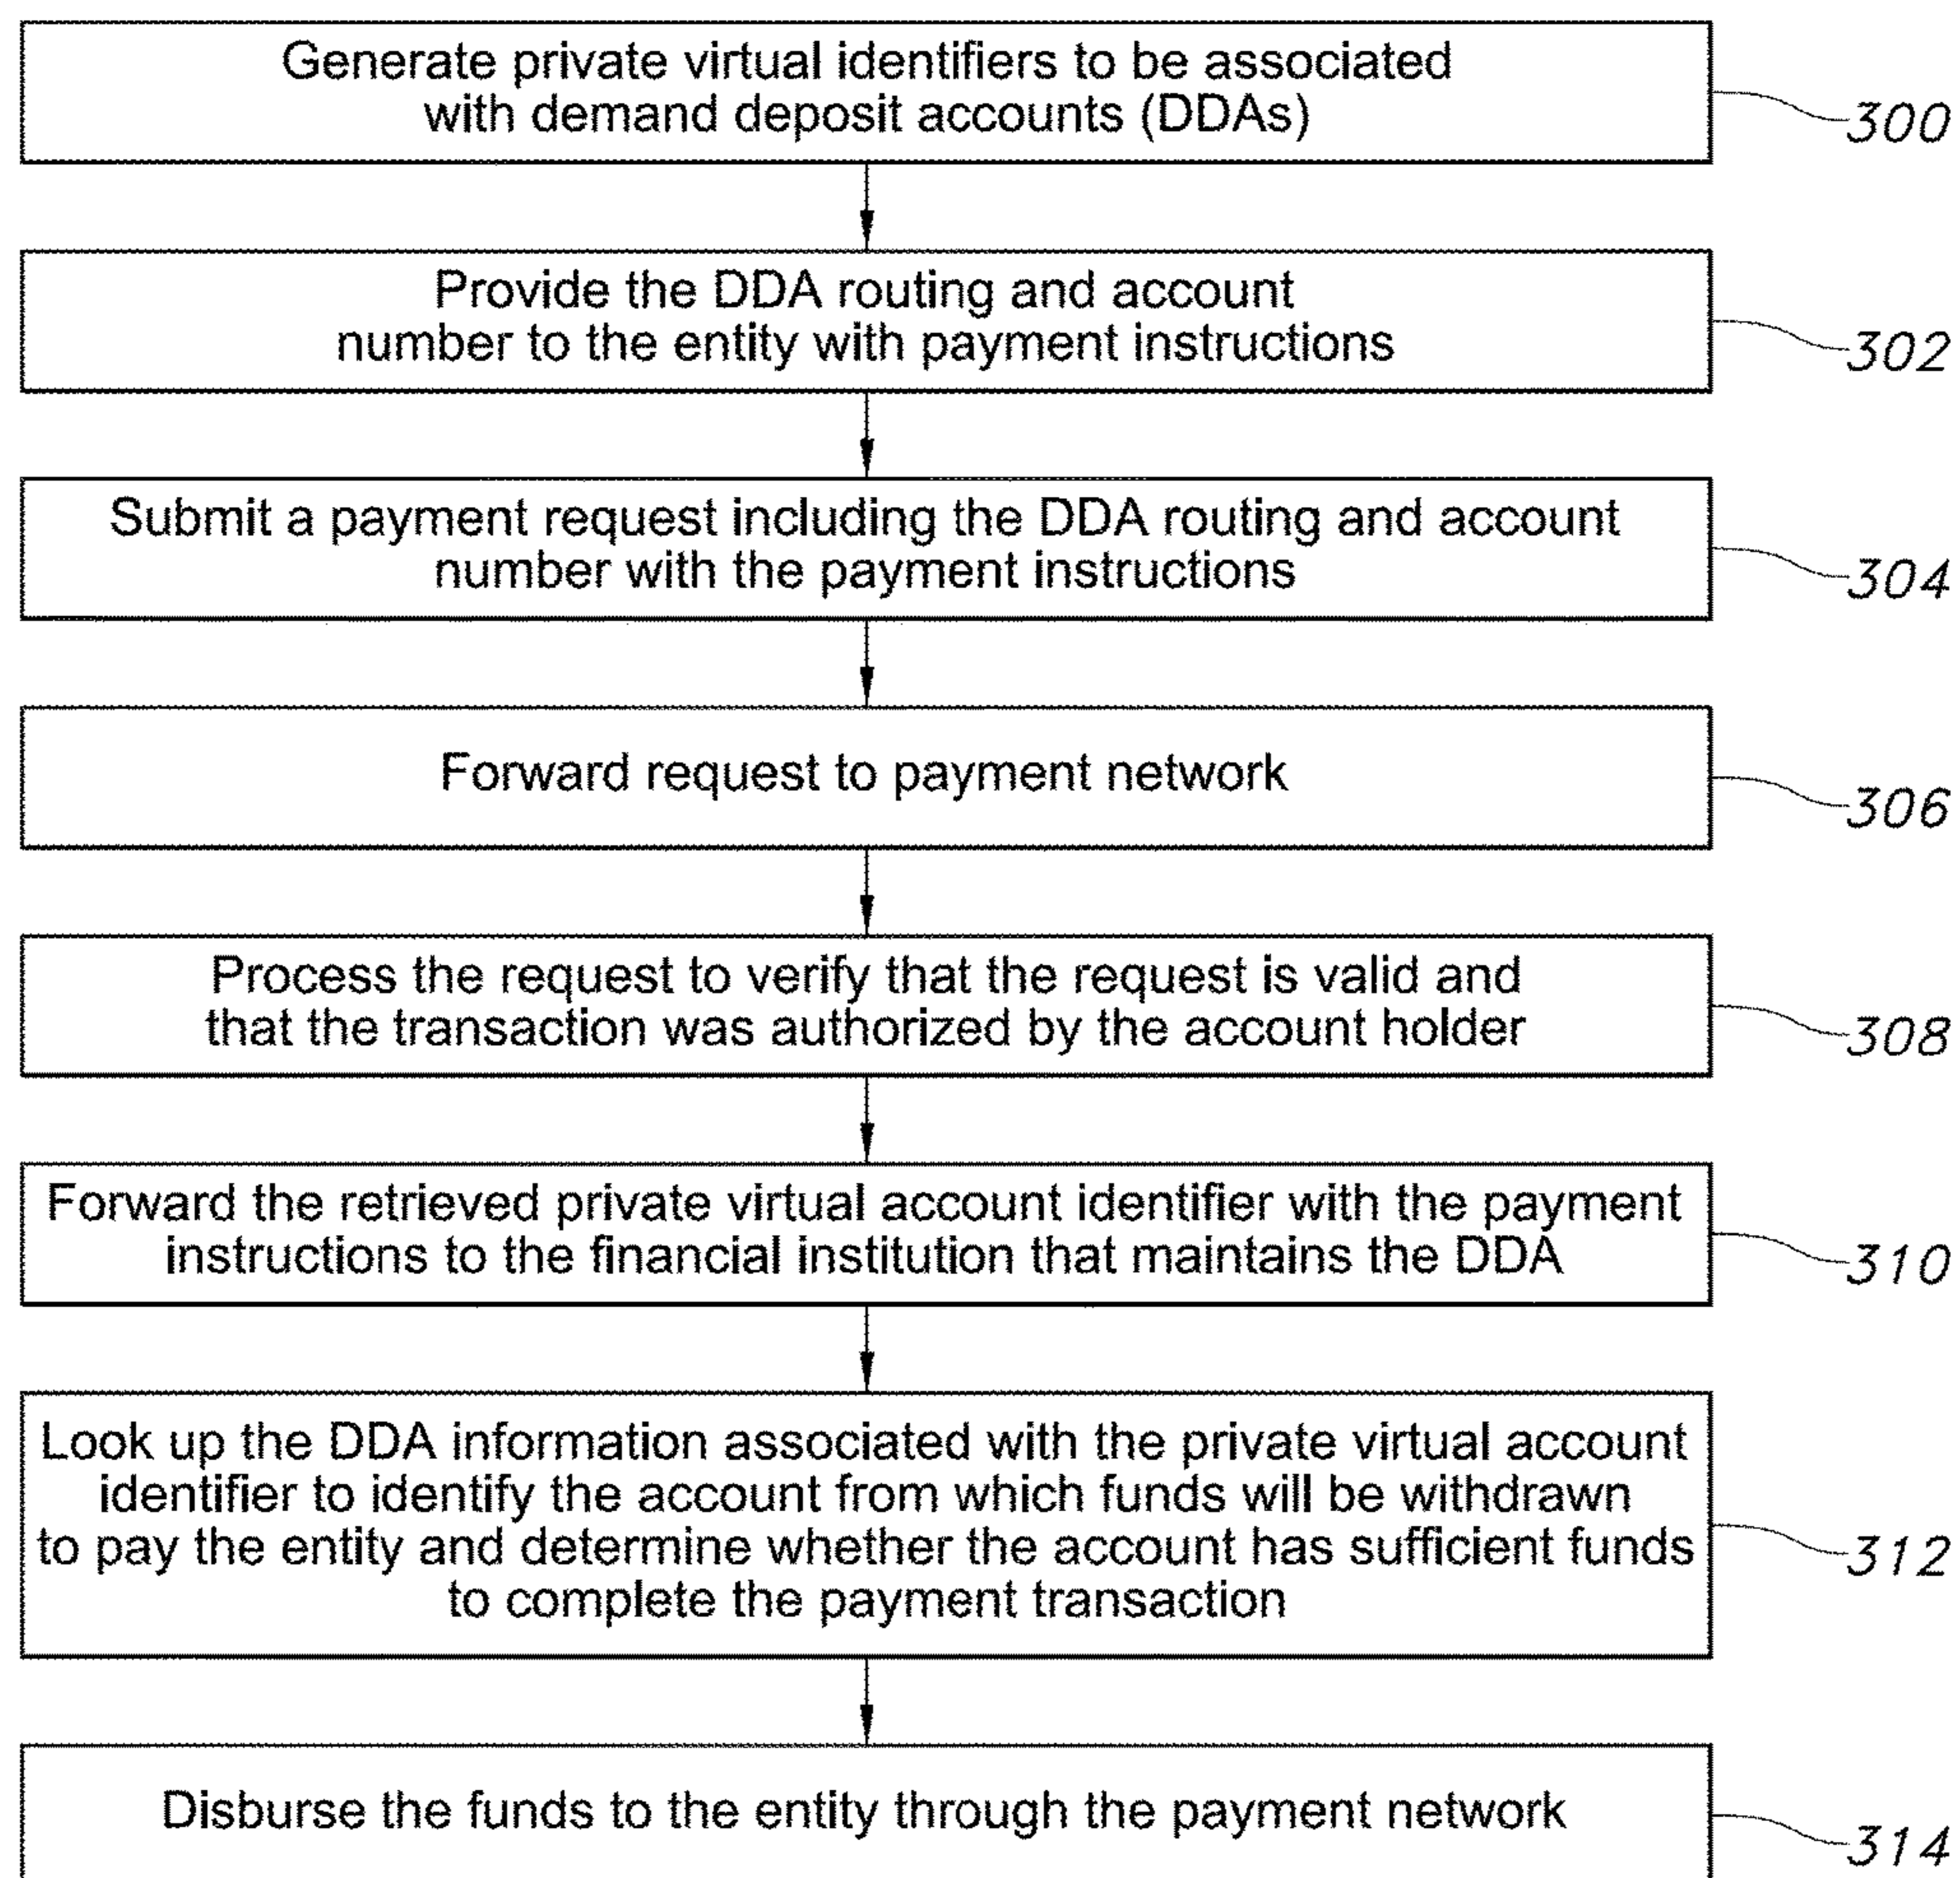 Generate private virtual identifiers to be associated
with demand deposit accounts (DDAs)
300
Provide the DDA routing and account
number to the entity with payment instructions
302
Submit a payment request including the DDA routing and account
number with the payment instructions
304
Forward request to payment network
306
Process the request to verify that the request is valid and
that the transaction was authorized by the account holder
308
Forward the retrieved private virtual account identifier with the payment
instructions to the financial institution that maintains the DDA
310
Look up the DDA information associated with the private virtual account
identifier to identify the account from which funds will be withdrawn
to pay the entity and determine whether the account has sufficient funds
to complete the payment transaction
312
Disburse the funds to the entity through the payment network
314